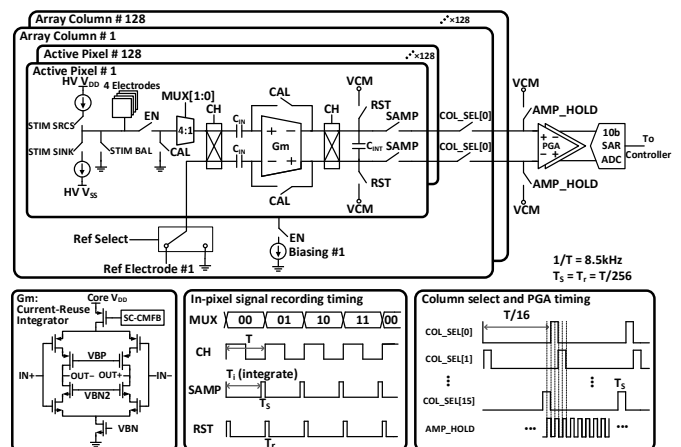 Array Column # 128
×128
Array Column # 1
Active Pixel # 128
×128
Active Pixel # 1
HV VDD
4 Electrodes
MUX[1:0]
EN
4:1
STIM SRCS
STIM SINK
STIM BAL
CAL
HV VSS
CH
CIN
CIN
CAL
Gm
CAL
CH
VCM
RST
CINT
RST
VCM
SAMP
SAMP
COL_SEL[0]
COL_SEL[0]
VCM
AMP_HOLD
PGA
AMP_HOLD
VCM
10b
SAR
ADC
To
Controller
Ref Select
Ref Electrode #1
EN
Biasing #1
1/T = 8.5kHz
TS = Tr = T/256
Gm:
Current-Reuse
Integrator
Core VDD
SC-CMFB
VBP
IN+
OUT−
OUT+
IN−
VBN2
VBN
In-pixel signal recording timing
MUX 00 01 10 11 00
T
CH
Ti (integrate)
SAMP
TS
RST
Tr
Column select and PGA timing
T/16
COL_SEL[0]
COL_SEL[1]
COL_SEL[15]
TS
AMP_HOLD